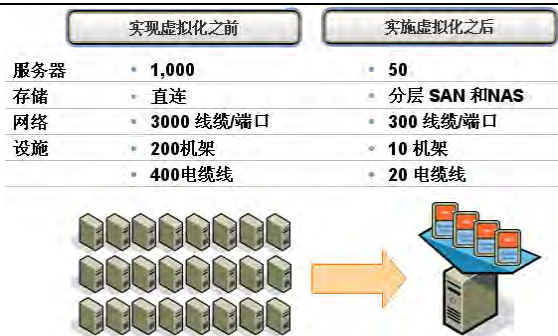 实现虚拟化之前 实施虚拟化之后
服务器 • 1,000 • 50
存储 • 直连 • 分层 SAN 和NAS
网络 • 3000 线缆/端口 • 300 线缆/端口
设施 • 200机架 • 10 机架
• 400电缆线 • 20 电缆线